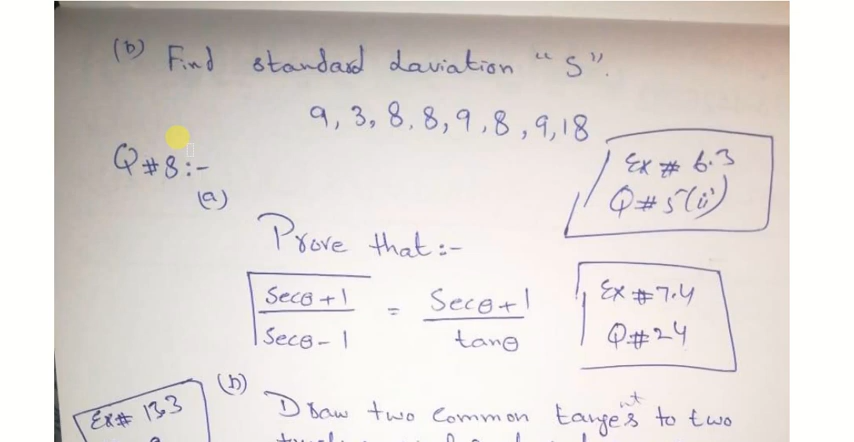 (b) Find standard daviation "S".
9, 3, 8, 8, 9, 8, 9, 18
Ex # 6.3
Q # 5(ii)
Q # 8:-
(a)
Prove that:-
√((Secθ + 1)/(Secθ - 1)) = (Secθ + 1)/tanθ
Ex # 7.4
Q # 24
Ex # 13.3
(b)
Draw two common tangents to two